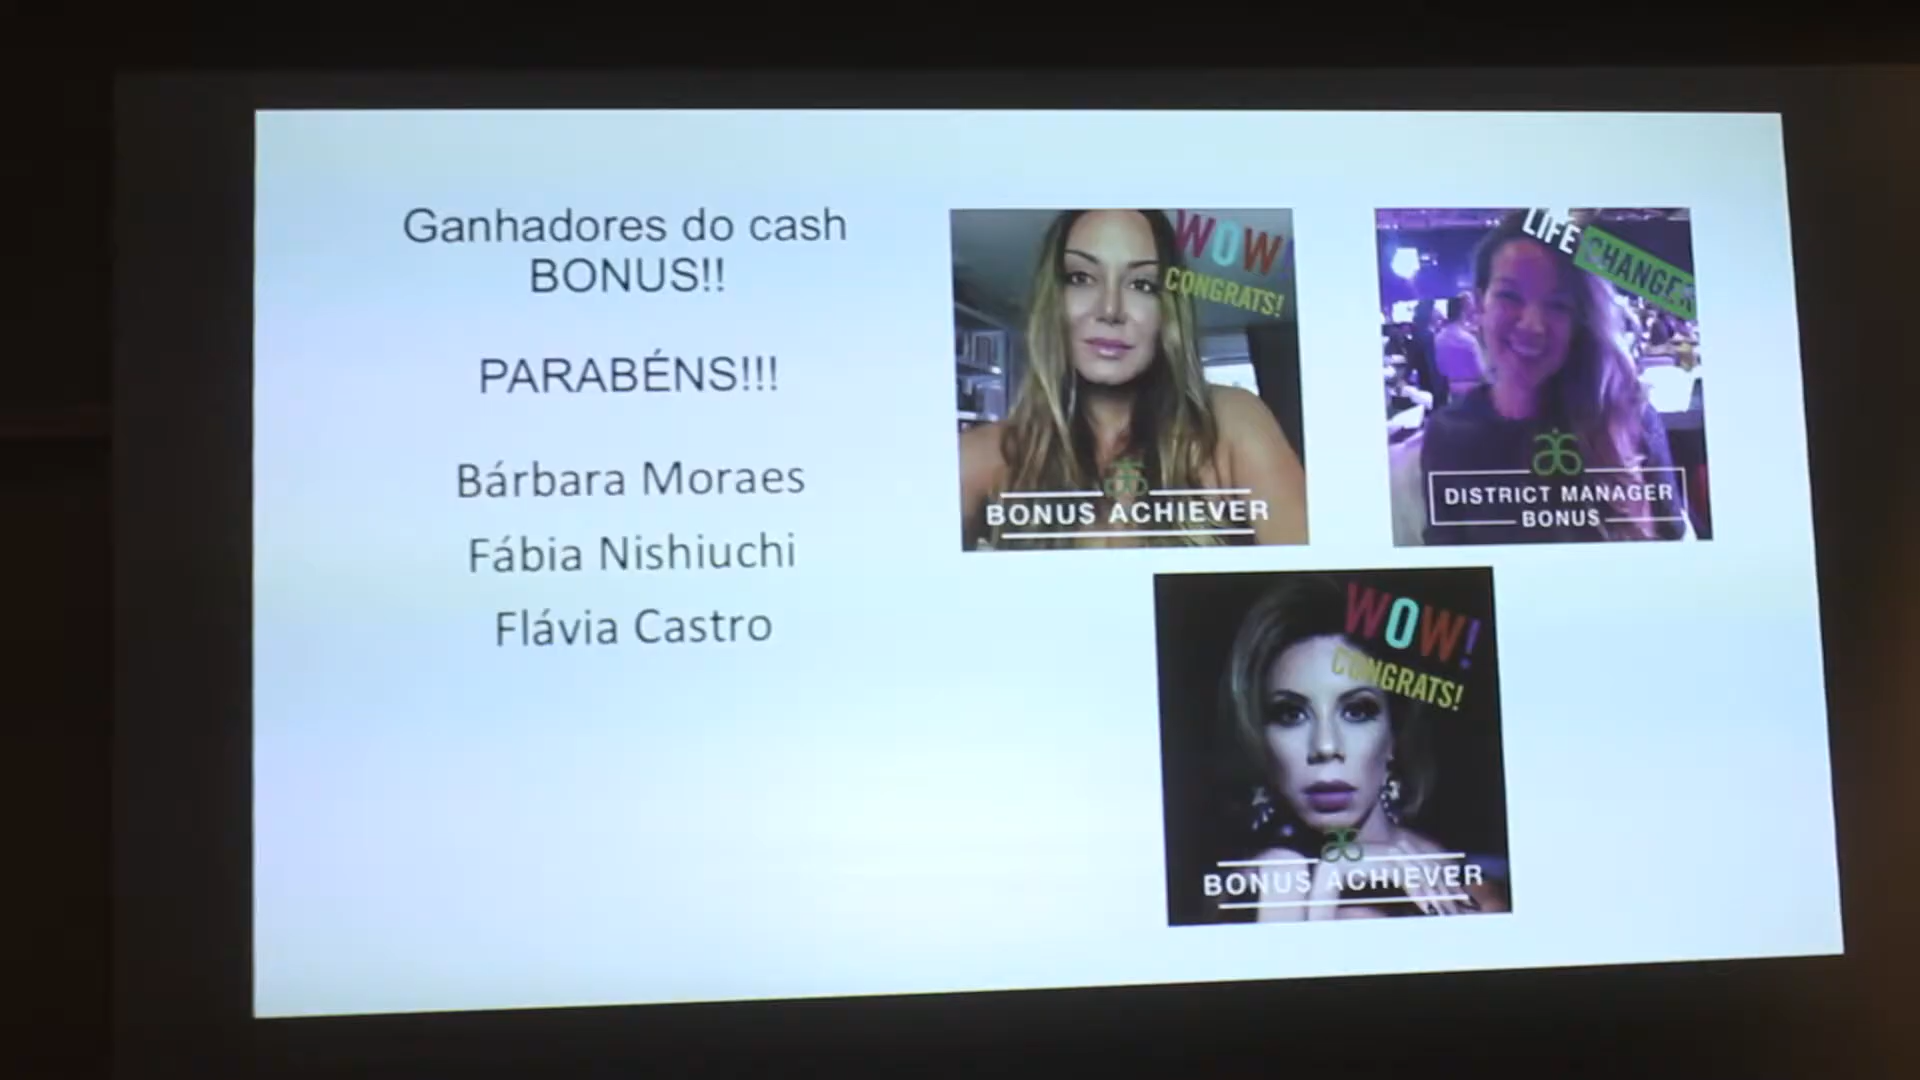 Ganhadores do cash
BONUS!!
PARABÉNS!!!
Bárbara Moraes
Fábia Nishiuchi
Flávia Castro
WOW!
CONGRATS!
BONUS ACHIEVER
LIFE
CHANGER
DISTRICT MANAGER
BONUS
WOW!
CONGRATS!
BONUS ACHIEVER